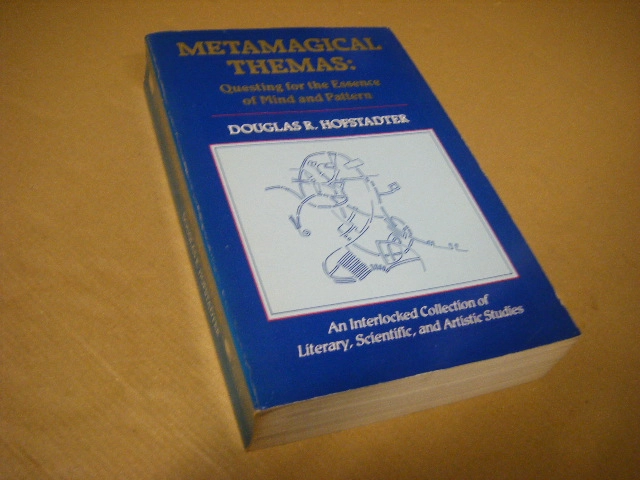 METAMAGICAL
THEMAS:
Questing for the Essence
of Mind and Pattern
DOUGLAS R. HOFSTADTER
An Interlocked Collection of
Literary, Scientific, and Artistic Studies